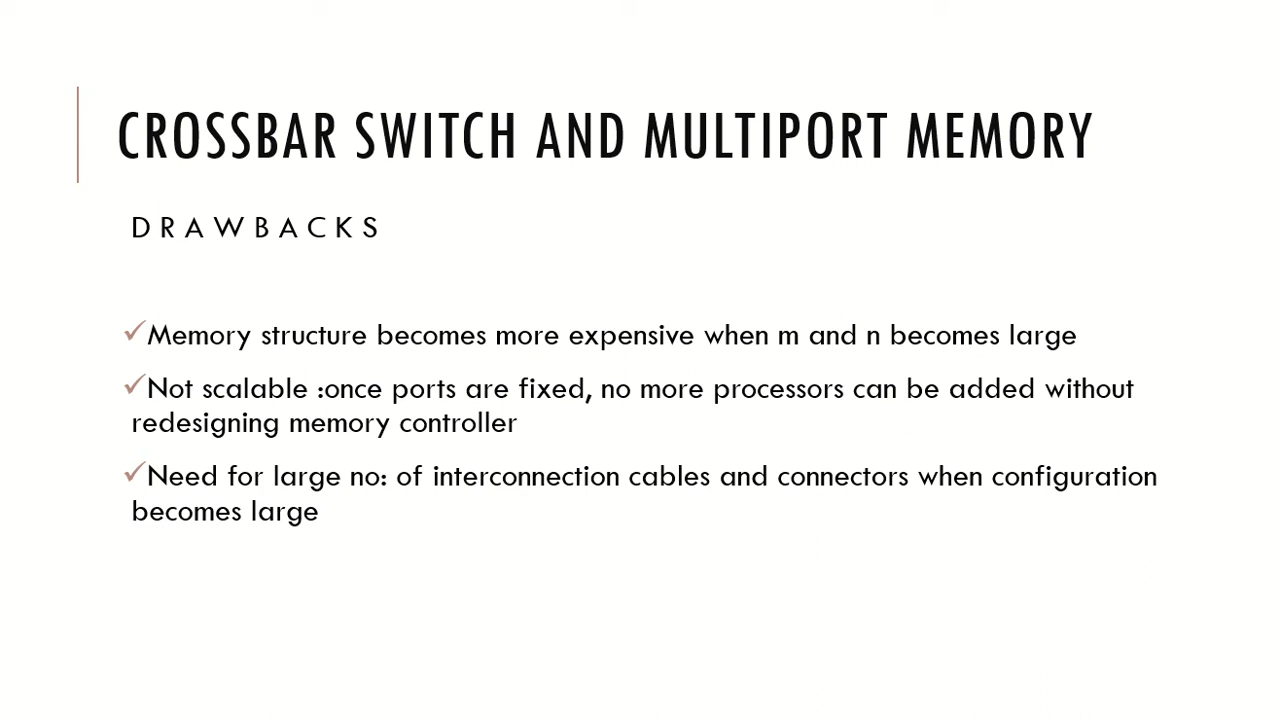 CROSSBAR SWITCH AND MULTIPORT MEMORY
DRAWBACKS
✓Memory structure becomes more expensive when m and n becomes large
✓Not scalable :once ports are fixed, no more processors can be added without
redesigning memory controller
✓Need for large no: of interconnection cables and connectors when configuration
becomes large